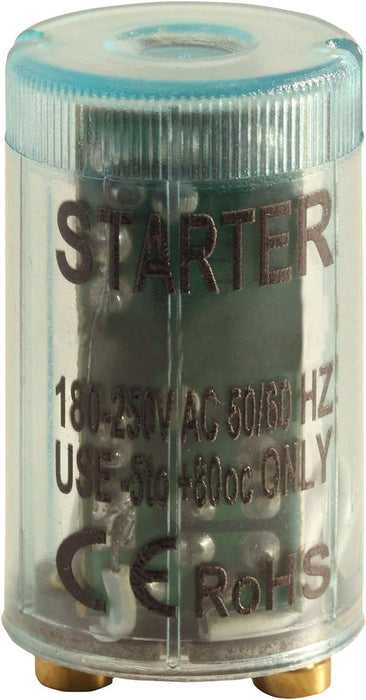 STARTER
180-250V AC 50/60 HZ
USE -5to +60oc ONLY
CE RoHS